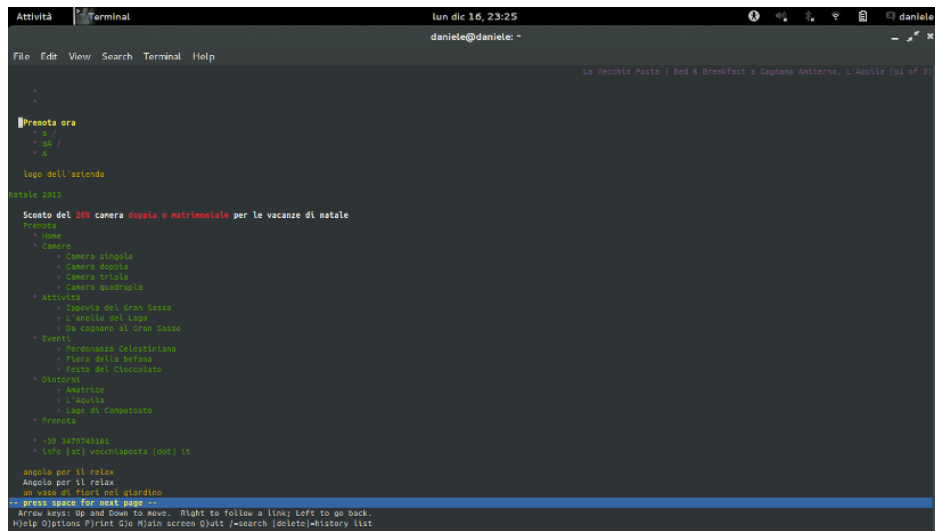 Attività Terminal lun dic 16, 23:25 daniele
daniele@daniele: ~
File Edit View Search Terminal Help
La Vecchia Posta | Bed & Breakfast a Cagnano Amiterno, L'Aquila (p1 of 3)
*
*
Prenota ora
* a /
* aA /
* A
logo dell'azienda
Natale 2013
Sconto del 20% camera doppia o matrimoniale per le vacanze di natale
Prenota
* Home
* Camere
+ Camera singola
+ Camera doppia
+ Camera tripla
+ Camera quadrupla
* Attività
+ Ippovia del Gran Sasso
+ L'anello del Lago
+ Da cagnano al Gran Sasso
* Eventi
+ Perdonanza Celestiniana
+ Fiera della befana
+ Festa del Cioccolato
* Dintorni
+ Amatrice
+ L'Aquila
+ Lago di Campotosto
* Prenota
* +39 3479749101
* info [at] vecchiaposta [dot] it
angolo per il relax
Angolo per il relax
un vaso di fiori nel giardino
-- press space for next page --
Arrow keys: Up and Down to move. Right to follow a link; Left to go back.
H)elp O)ptions P)rint G)o M)ain screen Q)uit /=search [delete]=history list